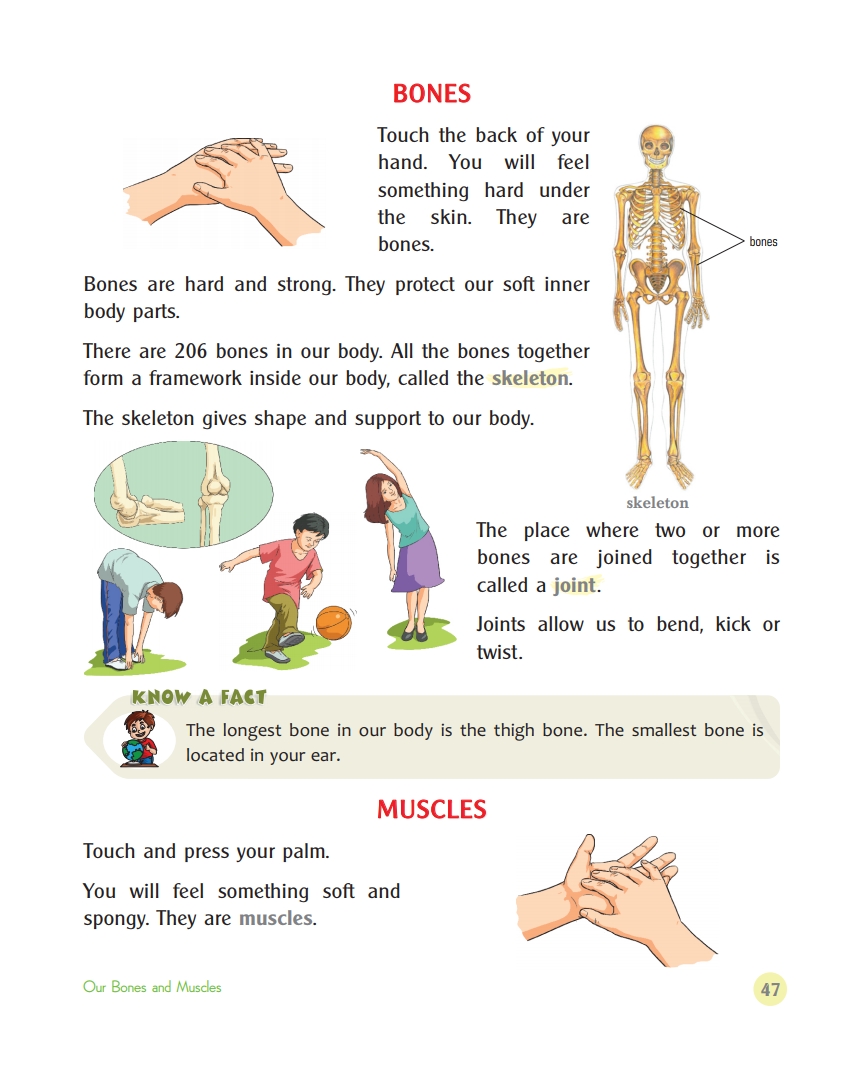 BONES
Touch the back of your
hand. You will feel
something hard under
the skin. They are
bones.
bones
Bones are hard and strong. They protect our soft inner
body parts.
There are 206 bones in our body. All the bones together
form a framework inside our body, called the skeleton.
The skeleton gives shape and support to our body.
skeleton
The place where two or more
bones are joined together is
called a joint.
Joints allow us to bend, kick or
twist.
KNOW A FACT
The longest bone in our body is the thigh bone. The smallest bone is
located in your ear.
MUSCLES
Touch and press your palm.
You will feel something soft and
spongy. They are muscles.
Our Bones and Muscles
47